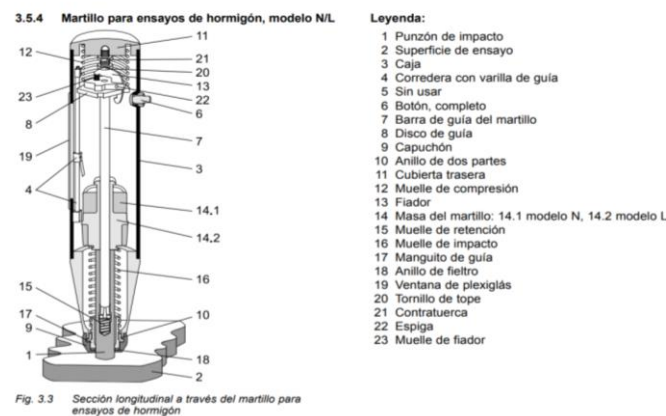 3.5.4 Martillo para ensayos de hormigón, modelo N/L
11
12
21
20
13
23
22
6
8
7
19
3
4
14.1
14.2
16
15
10
17
9
1
18
2
Fig. 3.3 Sección longitudinal a través del martillo para
ensayos de hormigón
Leyenda:
1 Punzón de impacto
2 Superficie de ensayo
3 Caja
4 Corredera con varilla de guía
5 Sin usar
6 Botón, completo
7 Barra de guía del martillo
8 Disco de guía
9 Capuchón
10 Anillo de dos partes
11 Cubierta trasera
12 Muelle de compresión
13 Fiador
14 Masa del martillo: 14.1 modelo N, 14.2 modelo L
15 Muelle de retención
16 Muelle de impacto
17 Manguito de guía
18 Anillo de fieltro
19 Ventana de plexiglás
20 Tornillo de tope
21 Contratuerca
22 Espiga
23 Muelle de fiador